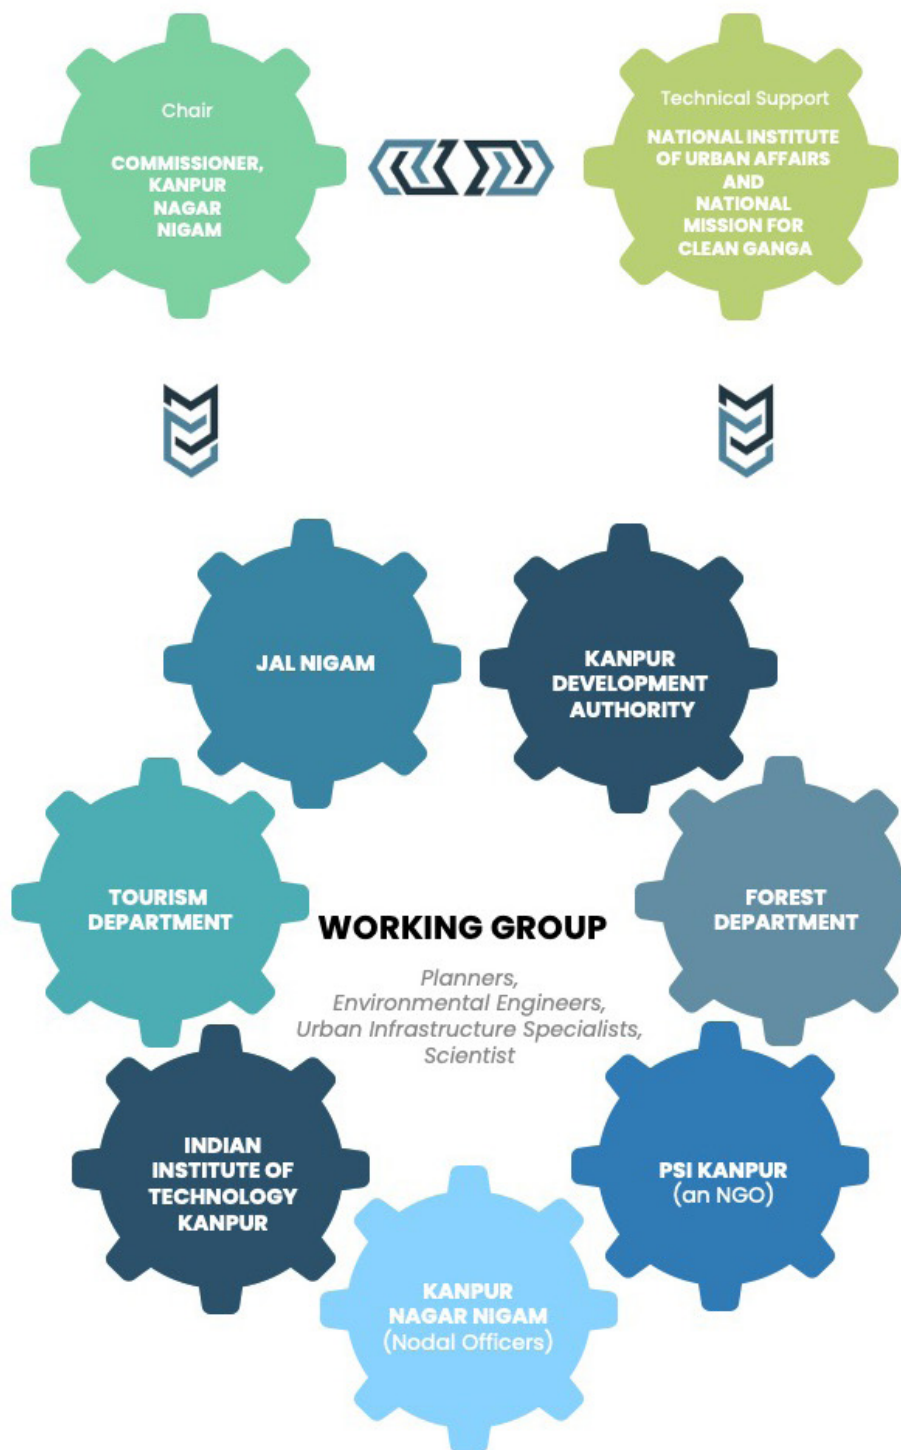 Chair
COMMISSIONER,
KANPUR
NAGAR
NIGAM
Technical Support
NATIONAL INSTITUTE
OF URBAN AFFAIRS
AND
NATIONAL
MISSION FOR
CLEAN GANGA
JAL NIGAM
KANPUR
DEVELOPMENT
AUTHORITY
TOURISM
DEPARTMENT
FOREST
DEPARTMENT
WORKING GROUP
Planners,
Environmental Engineers,
Urban Infrastructure Specialists,
Scientist
INDIAN
INSTITUTE OF
TECHNOLOGY
KANPUR
PSI KANPUR
(an NGO)
KANPUR
NAGAR NIGAM
(Nodal Officers)